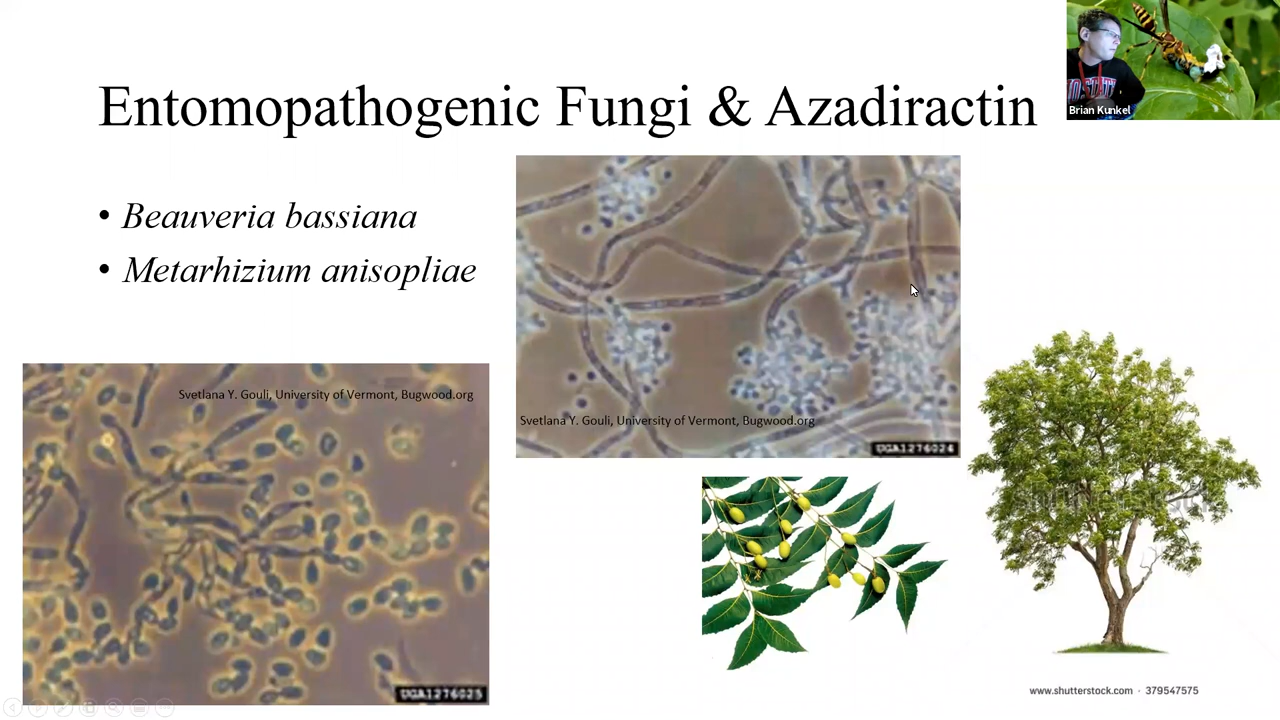 Entomopathogenic Fungi & Azadiractin
Brian Kunkel
• Beauveria bassiana
• Metarhizium anisopliae
Svetlana Y. Gouli, University of Vermont, Bugwood.org
UGA1276024
Svetlana Y. Gouli, University of Vermont, Bugwood.org
UGA1276025
shutterstock
www.shutterstock.com · 379547575